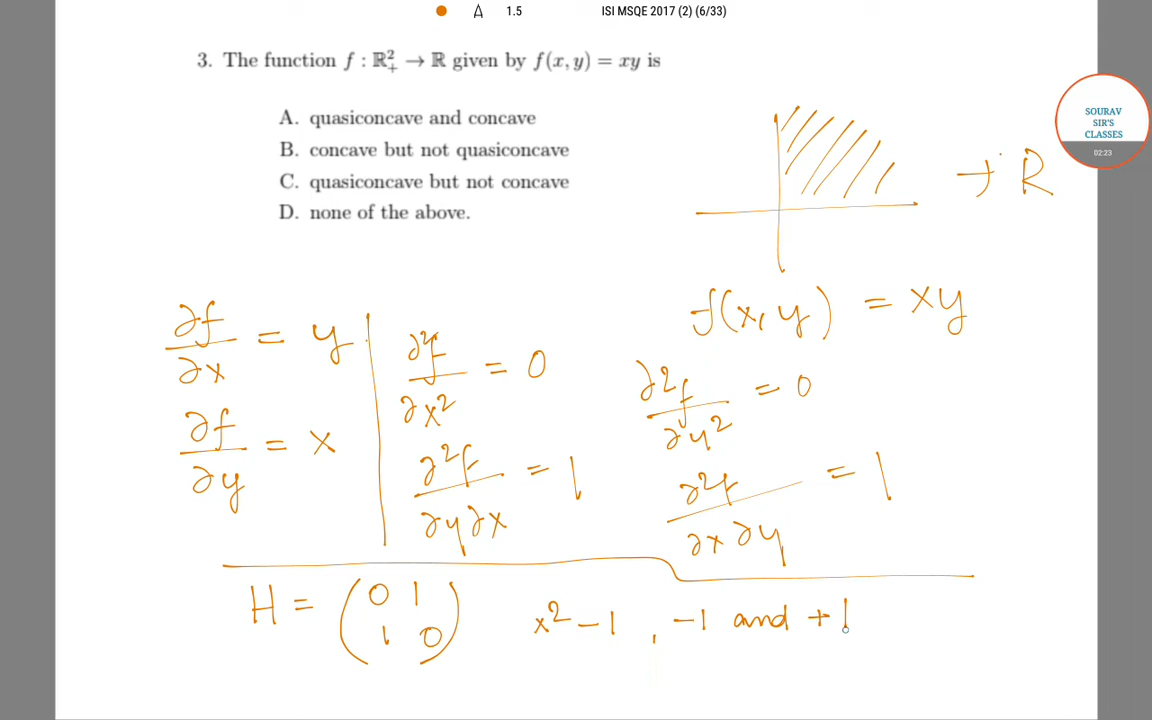 A 1.5 ISI MSQE 2017 (2) (6/33)
3. The function f : ℝ²₊ → ℝ given by f(x, y) = xy is
A. quasiconcave and concave
B. concave but not quasiconcave
C. quasiconcave but not concave
D. none of the above.
SOURAV
SIR'S
CLASSES
02:23
→ R
f(x, y) = xy
∂f/∂x = y
∂f/∂y = x
∂f/∂x² = 0
∂²f/∂y∂x = 1
∂²f/∂y² = 0
∂²f/∂x∂y = 1
H = (0 1
1 0)
x² - 1 , -1 and +1